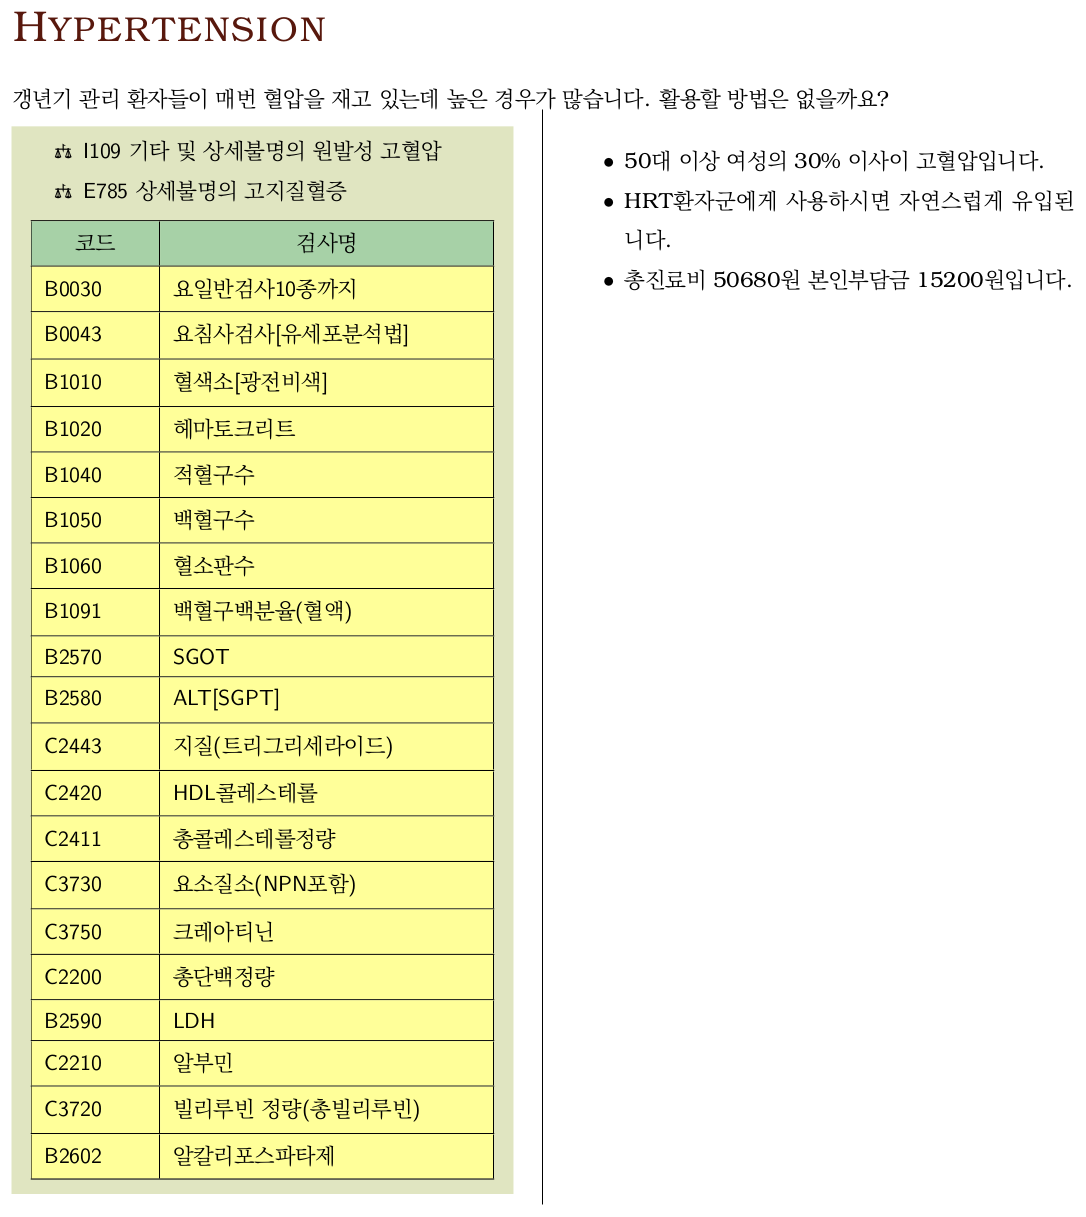 HYPERTENSION
갱년기 관리 환자들이 매번 혈압을 재고 있는데 높은 경우가 많습니다. 활용할 방법은 없을까요?
I109 기타 및 상세불명의 원발성 고혈압
E785 상세불명의 고지질혈증
코드 검사명
B0030 요일반검사10종까지
B0043 요침사검사[유세포분석법]
B1010 혈색소[광전비색]
B1020 헤마토크리트
B1040 적혈구수
B1050 백혈구수
B1060 혈소판수
B1091 백혈구백분율(혈액)
B2570 SGOT
B2580 ALT[SGPT]
C2443 지질(트리그리세라이드)
C2420 HDL콜레스테롤
C2411 총콜레스테롤정량
C3730 요소질소(NPN포함)
C3750 크레아티닌
C2200 총단백정량
B2590 LDH
C2210 알부민
C3720 빌리루빈 정량(총빌리루빈)
B2602 알칼리포스파타제
• 50대 이상 여성의 30% 이사이 고혈압입니다.
• HRT환자군에게 사용하시면 자연스럽게 유입된
니다.
• 총진료비 50680원 본인부담금 15200원입니다.